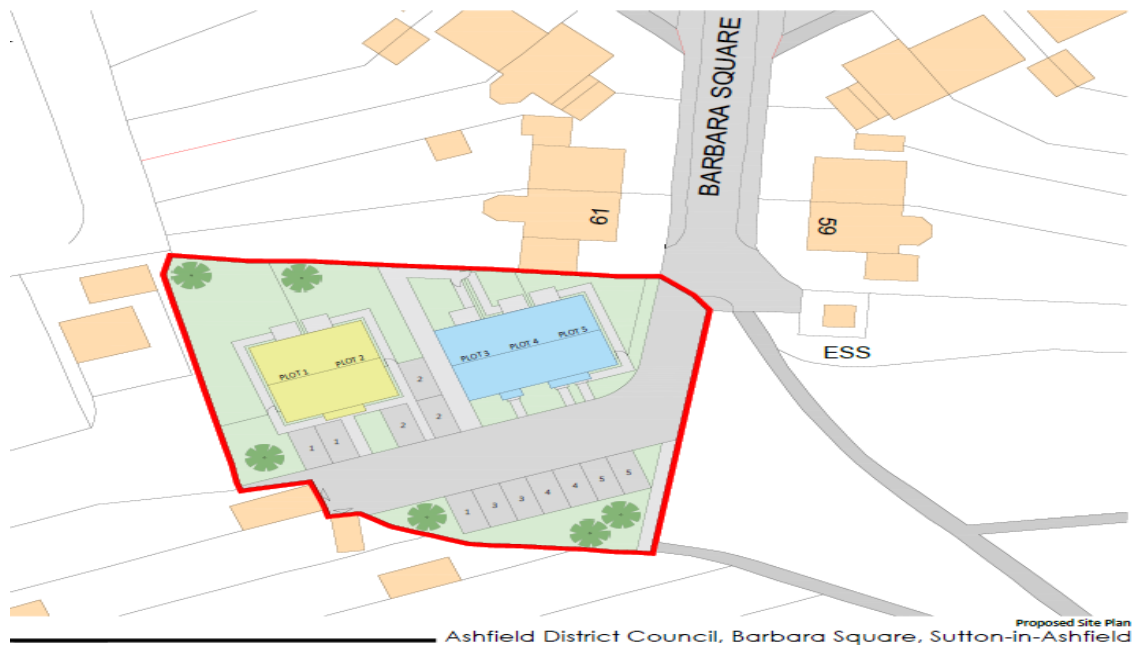 BARBARA SQUARE
61
59
ESS
PLOT 1
PLOT 2
PLOT 3
PLOT 4
PLOT 5
2
2
2
1
1
1
3
3
4
4
5
5
Proposed Site Plan
Ashfield District Council, Barbara Square, Sutton-in-Ashfield